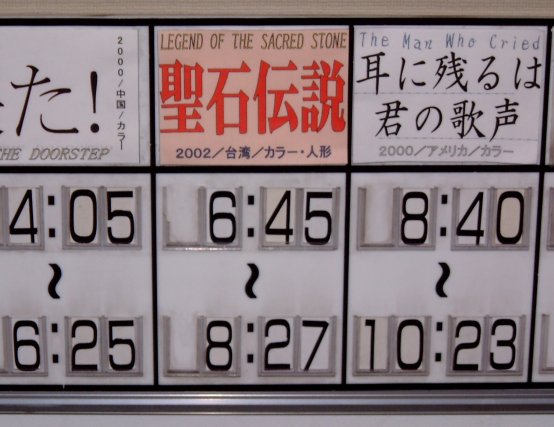 た!
2000/中国/カラー
THE DOORSTEP
4:05
~
6:25
LEGEND OF THE SACRED STONE
聖石伝説
2002/台湾/カラー・人形
6:45
~
8:27
The Man Who Cried
耳に残るは
君の歌声
2000/アメリカ/カラー
8:40
~
10:23